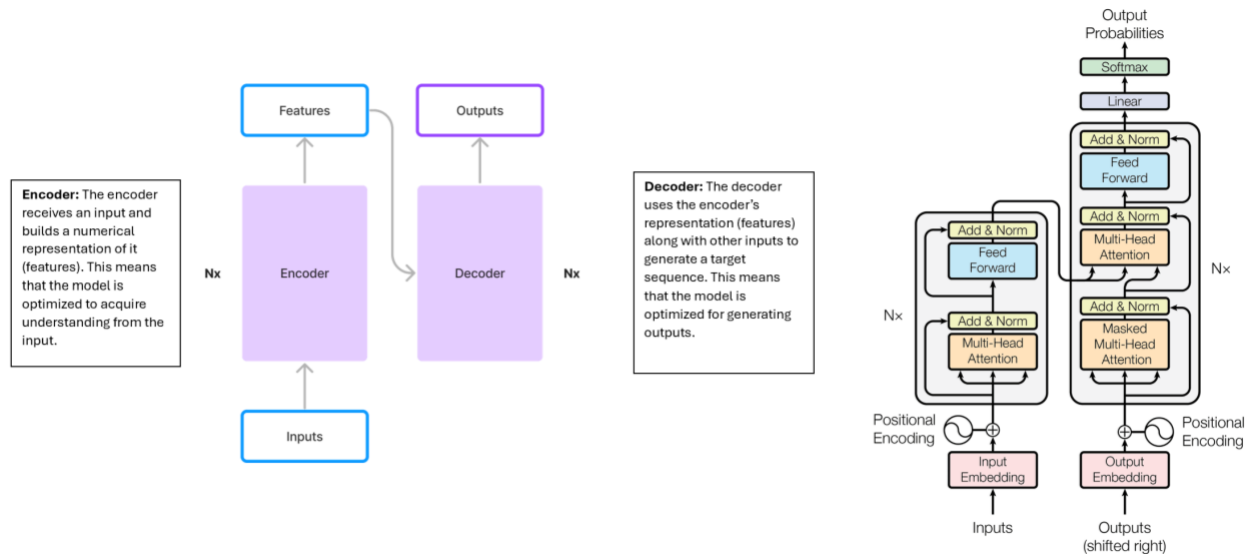 Encoder: The encoder
receives an input and
builds a numerical
representation of it
(features). This means
that the model is
optimized to acquire
understanding from the
input.
Nx
Features
Encoder
Inputs
Outputs
Decoder
Nx
Decoder: The decoder
uses the encoder's
representation (features)
along with other inputs to
generate a target
sequence. This means
that the model is
optimized for generating
outputs.
Output
Probabilities
Softmax
Linear
Add & Norm
Feed
Forward
Add & Norm
Multi-Head
Attention
Add & Norm
Masked
Multi-Head
Attention
N×
Positional
Encoding
Output
Embedding
Outputs
(shifted right)
Add & Norm
Feed
Forward
Add & Norm
Multi-Head
Attention
N×
Positional
Encoding
Input
Embedding
Inputs